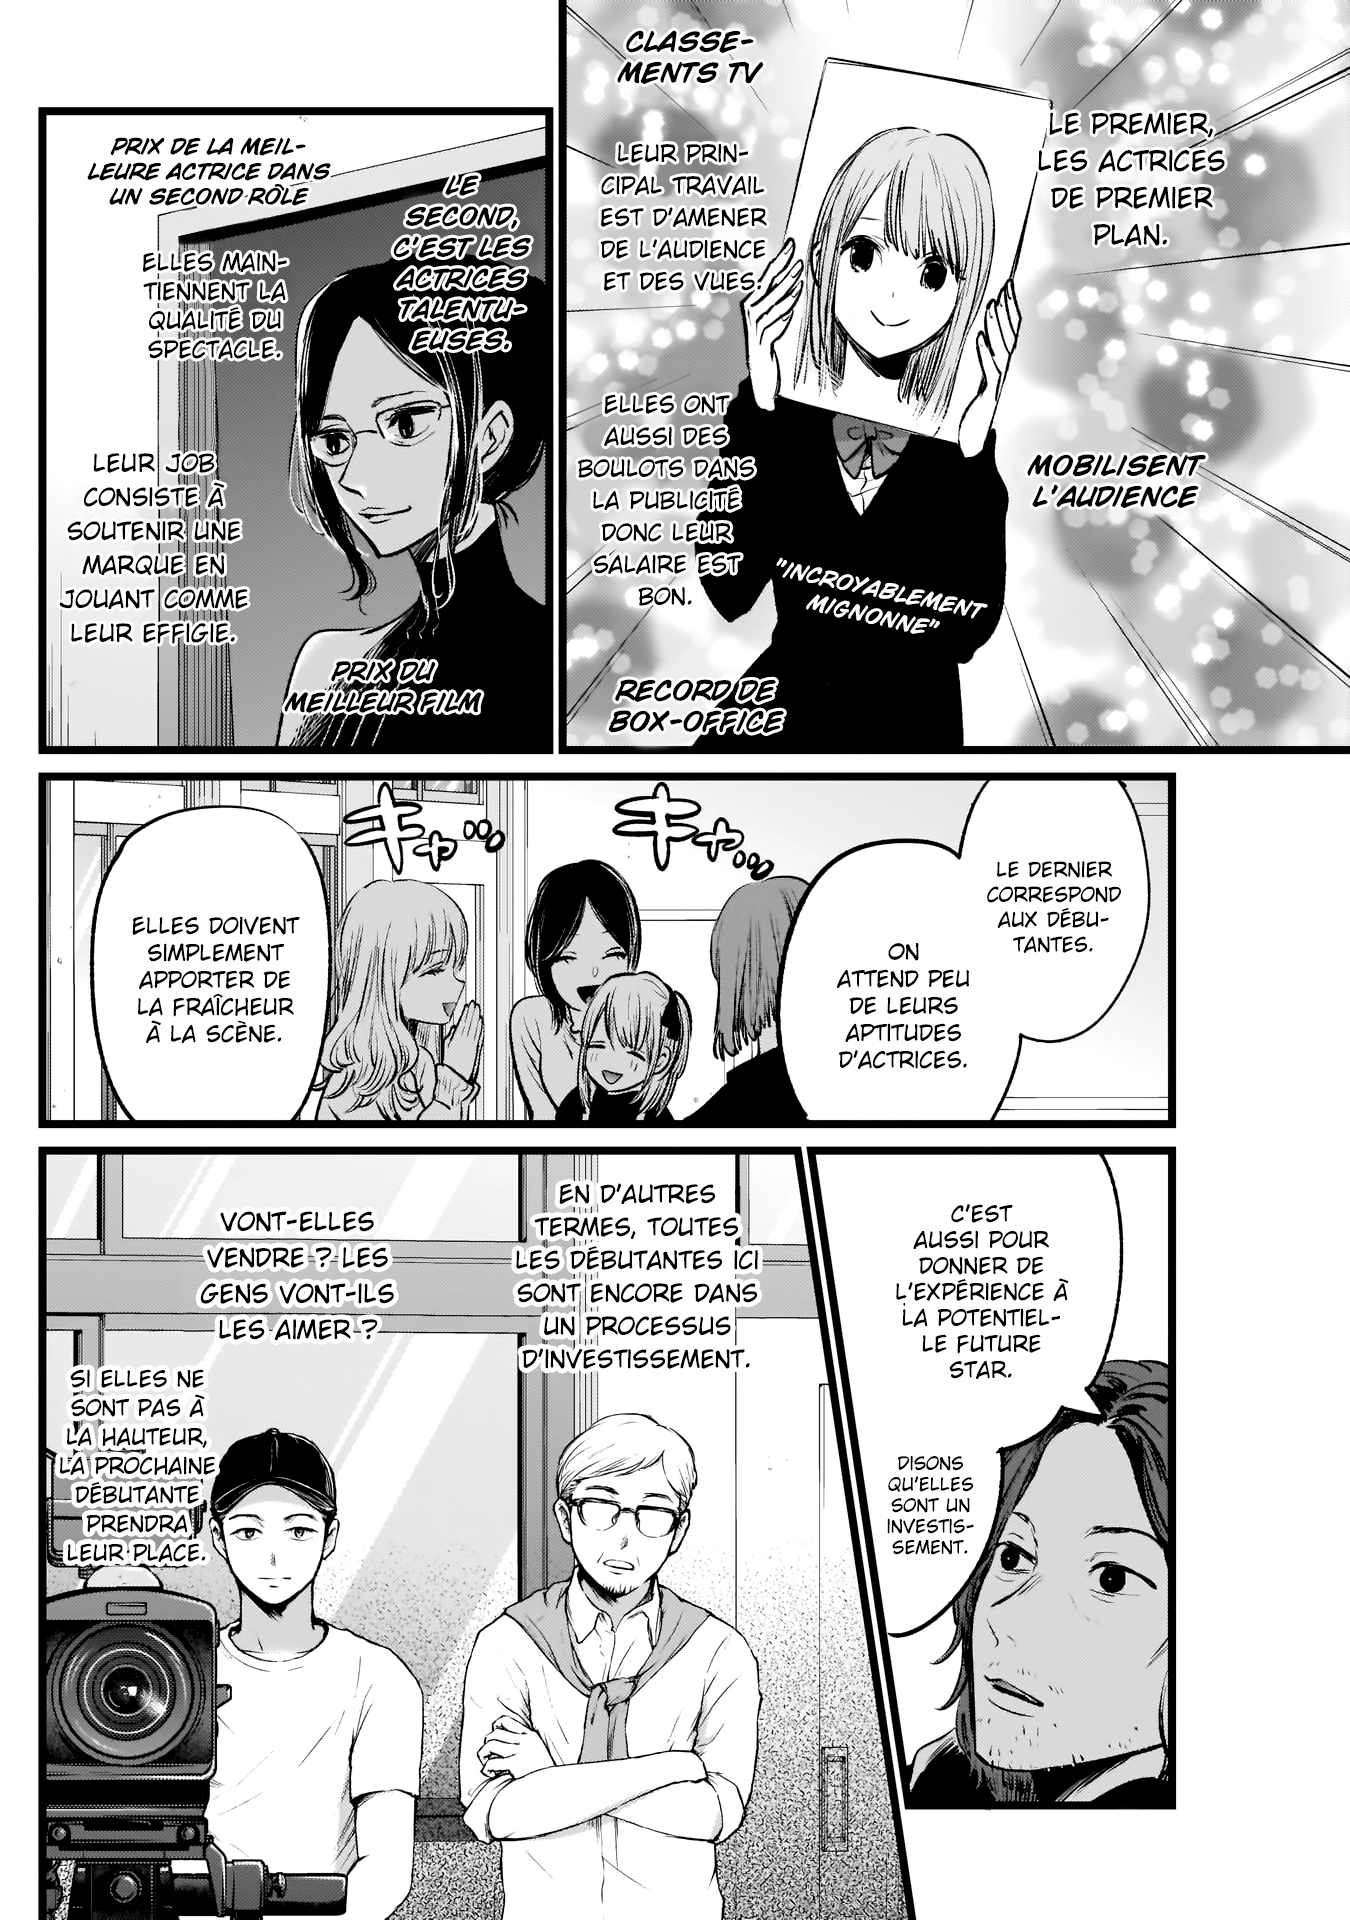 LE PREMIER,
LES ACTRICES
DE PREMIER
PLAN.
CLASSE-
MENTS TV
LEUR PRIN-
CIPAL TRAVAIL
EST D'AMENER
DE L'AUDIENCE
ET DES VUES.
MOBILISENT
L'AUDIENCE
ELLES ONT
AUSSI DES
BOULOTS DANS
LA PUBLICITÉ
DONC LEUR
SALAIRE EST
BON.
"INCROYABLEMENT
MIGNONNE"
RECORD DE
BOX-OFFICE
LE
SECOND,
C'EST LES
ACTRICES
TALENTU-
EUSES.
PRIX DE LA MEIL-
LEURE ACTRICE DANS
UN SECOND RÔLE
ELLES MAIN-
TIENNENT LA
QUALITÉ DU
SPECTACLE.
LEUR JOB
CONSISTE À
SOUTENIR UNE
MARQUE EN
JOUANT COMME
LEUR EFFIGIE.
PRIX DU
MEILLEUR FILM
LE DERNIER
CORRESPOND
AUX DÉBU-
TANTES.
ON
ATTEND PEU
DE LEURS
APTITUDES
D'ACTRICES.
キャ...
キャ...
ELLES DOIVENT
SIMPLEMENT
APPORTER DE
LA FRAÎCHEUR
À LA SCÈNE.
C'EST
AUSSI POUR
DONNER DE
L'EXPÉRIENCE À
LA POTENTIEL-
LE FUTURE
STAR.
DISONS
QU'ELLES
SONT UN
INVESTIS-
SEMENT.
EN D'AUTRES
TERMES, TOUTES
LES DÉBUTANTES ICI
SONT ENCORE DANS
UN PROCESSUS
D'INVESTISSEMENT.
VONT-ELLES
VENDRE ? LES
GENS VONT-ILS
LES AIMER ?
SI ELLES NE
SONT PAS À
LA HAUTEUR,
LA PROCHAINE
DÉBUTANTE
PRENDRA
LEUR PLACE.